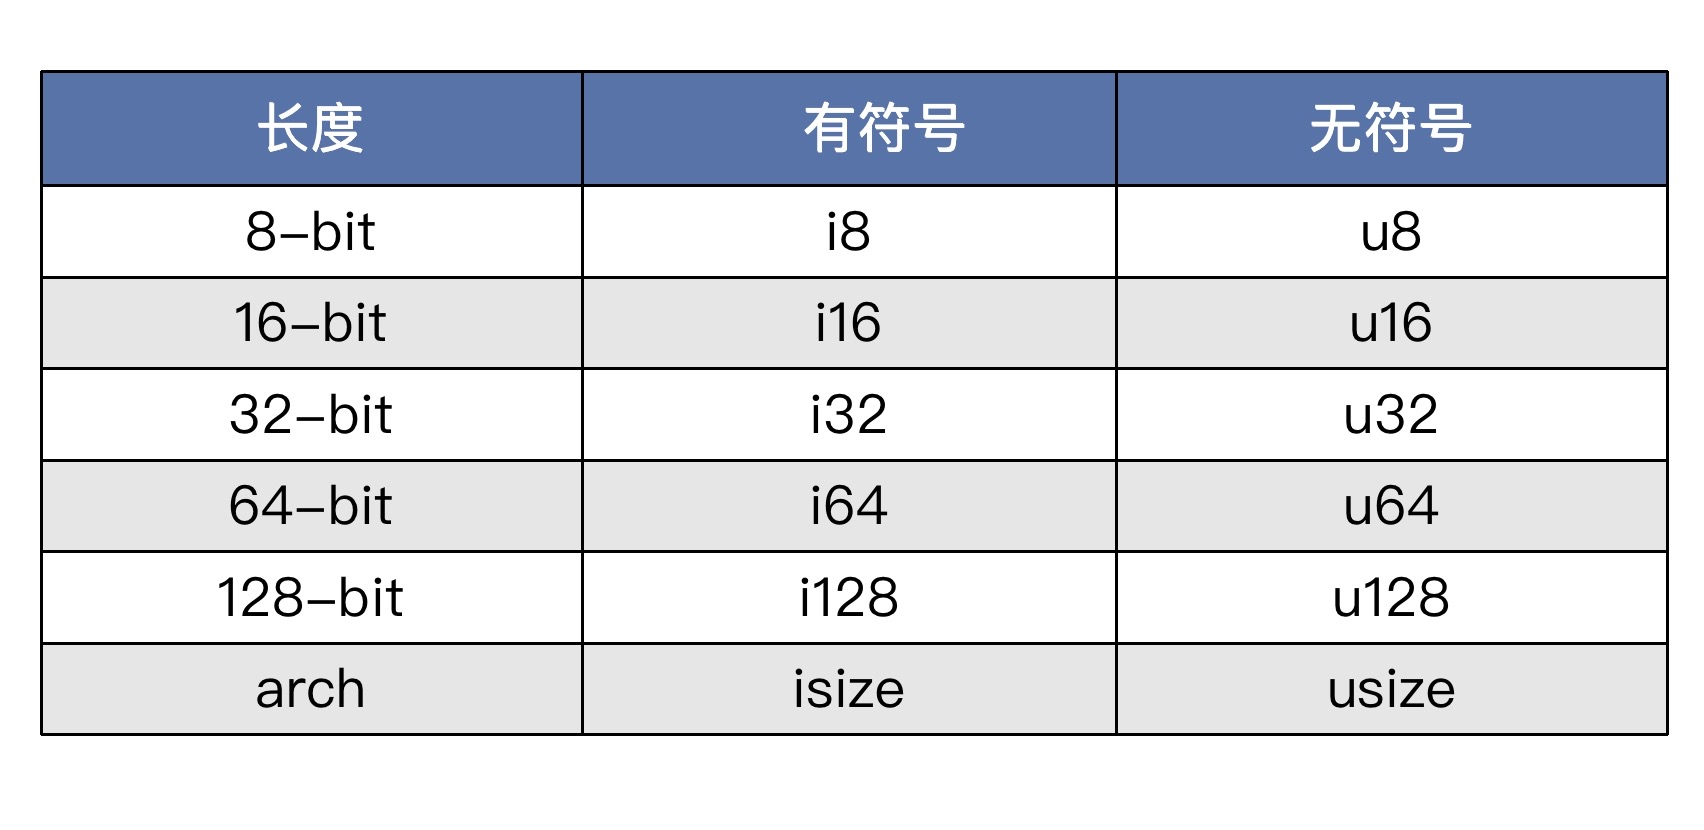 长度 有符号 无符号
8-bit i8 u8
16-bit i16 u16
32-bit i32 u32
64-bit i64 u64
128-bit i128 u128
arch isize usize